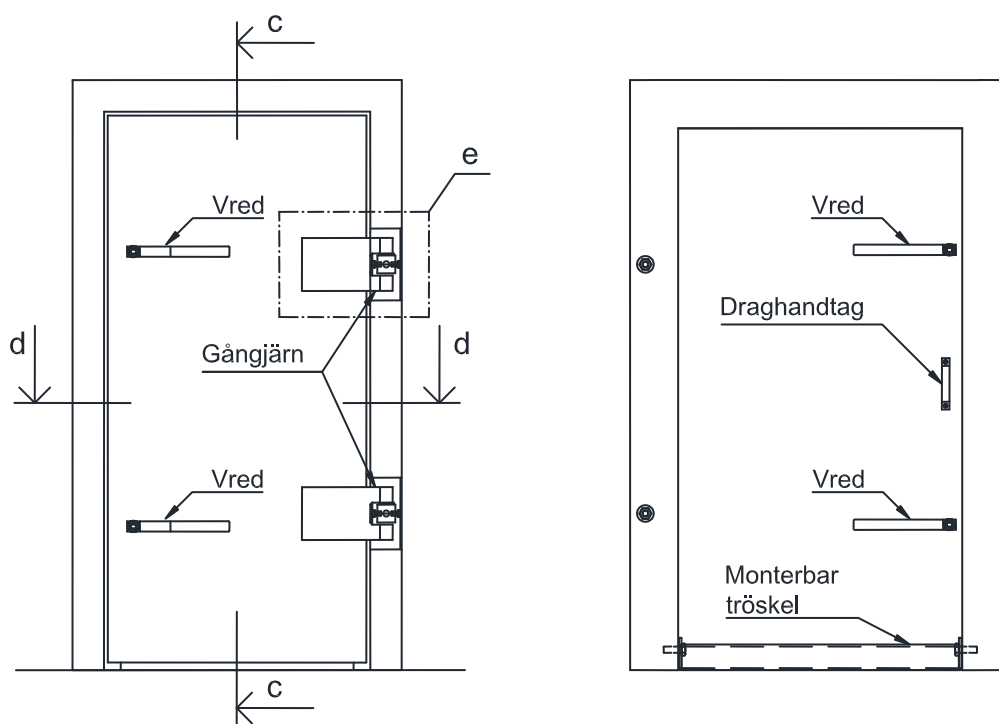 c
e
Vred
Vred
Draghandtag
d
d
Gångjärn
Vred
Vred
Monterbar
tröskel
c